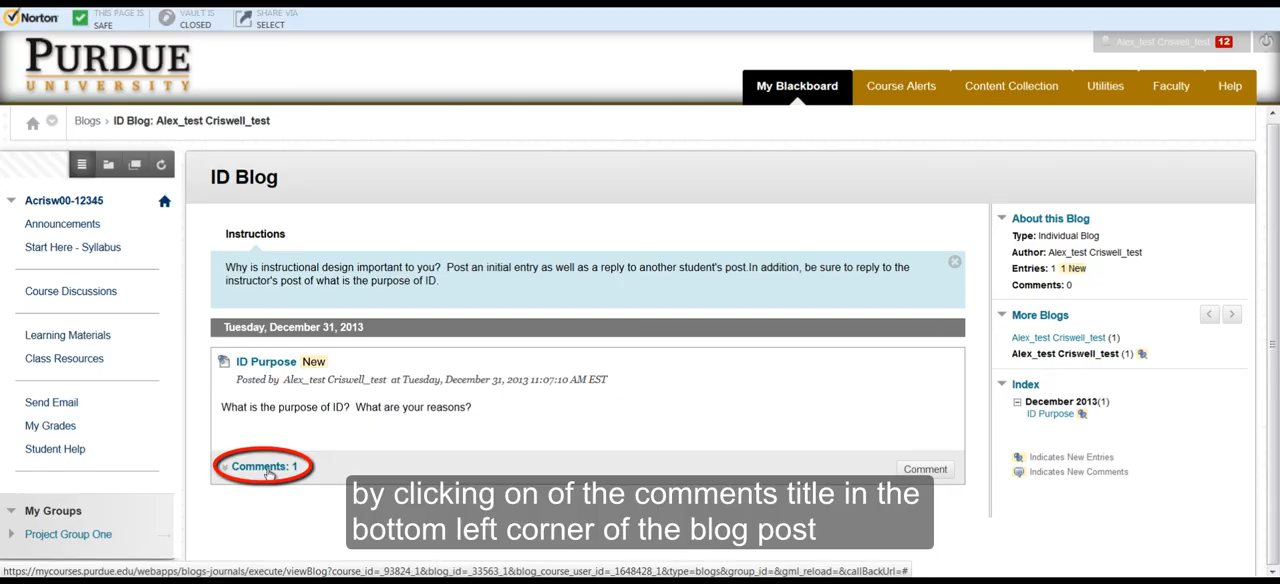 Norton
THIS PAGE IS
SAFE
VAULT IS
CLOSED
SHARE VIA
SELECT
PURDUE
UNIVERSITY
Alex_test Criswell_test 12
My Blackboard Course Alerts Content Collection Utilities Faculty Help
Blogs › ID Blog: Alex_test Criswell_test
Acrisw00-12345
Announcements
Start Here - Syllabus
Course Discussions
Learning Materials
Class Resources
Send Email
My Grades
Student Help
My Groups
Project Group One
ID Blog
Instructions
Why is instructional design important to you?  Post an initial entry as well as a reply to another student's post.In addition, be sure to reply to the
instructor's post of what is the purpose of ID.
Tuesday, December 31, 2013
ID Purpose New
Posted by Alex_test Criswell_test at Tuesday, December 31, 2013 11:07:10 AM EST
What is the purpose of ID?  What are your reasons?
Comments: 1
Comment
About this Blog
Type: Individual Blog
Author: Alex_test Criswell_test
Entries: 1 1 New
Comments: 0
More Blogs
Alex_test Criswell_test (1)
Alex_test Criswell_test (1)
Index
December 2013(1)
ID Purpose
Indicates New Entries
Indicates New Comments
by clicking on of the comments title in the
bottom left corner of the blog post
https://mycourses.purdue.edu/webapps/blogs-journals/execute/viewBlog?course_id=_93824_1&blog_id=_33563_1&blog_course_user_id=_1648428_1&type=blogs&group_id=&gml_reload=&callBackUrl=#